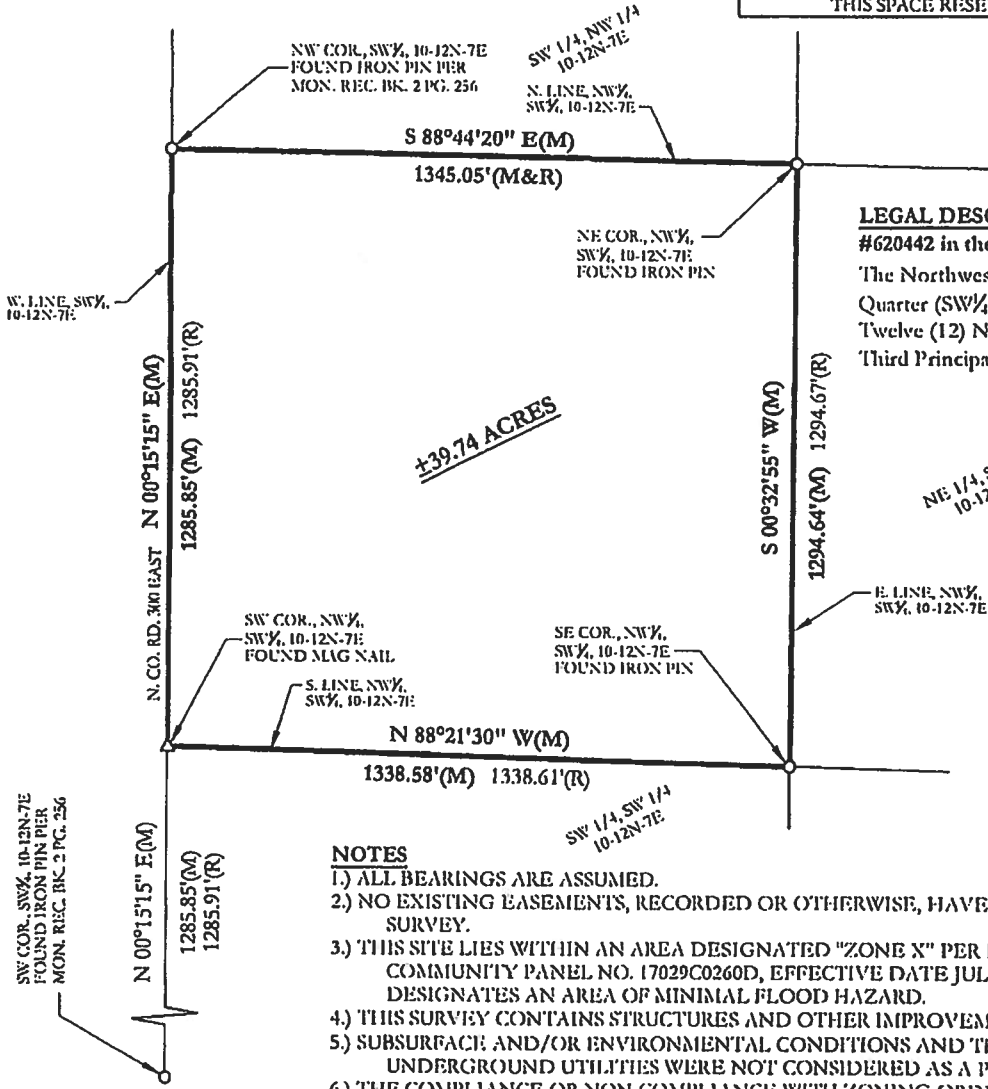 THIS SPACE RESE
NW COR., SW¼, 10-12N-7E
FOUND IRON PIN PER
MON. REC. BK. 2 PG. 256
SW 1/4, NW 1/4
10-12N-7E
N. LINE, NW¼,
SW¼, 10-12N-7E
S 88°44'20" E(M)
1345.05'(M&R)
NE COR., NW¼,
SW¼, 10-12N-7E
FOUND IRON PIN
LEGAL DESC
#620442 in the
The Northwes
Quarter (SW¼
Twelve (12) N
Third Principa
W. LINE, SW¼,
10-12N-7E
N. CO. RD. 300 EAST
N 00°15'15" E(M)
1285.85'(M) 1285.91'(R)
±39.74 ACRES
S 00°32'55" W(M)
1294.64'(M) 1294.67'(R)
NE 1/4, S
10-12
E. LINE, NW¼,
SW¼, 10-12N-7E
SW COR., NW¼,
SW¼, 10-12N-7E
FOUND MAG NAIL
S. LINE, NW¼,
SW¼, 10-12N-7E
SE COR., NW¼,
SW¼, 10-12N-7E
FOUND IRON PIN
N 88°21'30" W(M)
1338.58'(M) 1338.61'(R)
SW 1/4, SW 1/4
10-12N-7E
SW COR., SW¼, 10-12N-7E
FOUND IRON PIN PER
MON. REC. BK. 2 PG. 256
N 00°15'15" E(M)
1285.85'(M)
1285.91'(R)
NOTES
1.) ALL BEARINGS ARE ASSUMED.
2.) NO EXISTING EASEMENTS, RECORDED OR OTHERWISE, HAVE
SURVEY.
3.) THIS SITE LIES WITHIN AN AREA DESIGNATED "ZONE X" PER
COMMUNITY PANEL NO. 17029C0260D, EFFECTIVE DATE JUL
DESIGNATES AN AREA OF MINIMAL FLOOD HAZARD.
4.) THIS SURVEY CONTAINS STRUCTURES AND OTHER IMPROVEM
5.) SUBSURFACE AND/OR ENVIRONMENTAL CONDITIONS AND T
UNDERGROUND UTILITIES WERE NOT CONSIDERED AS A P